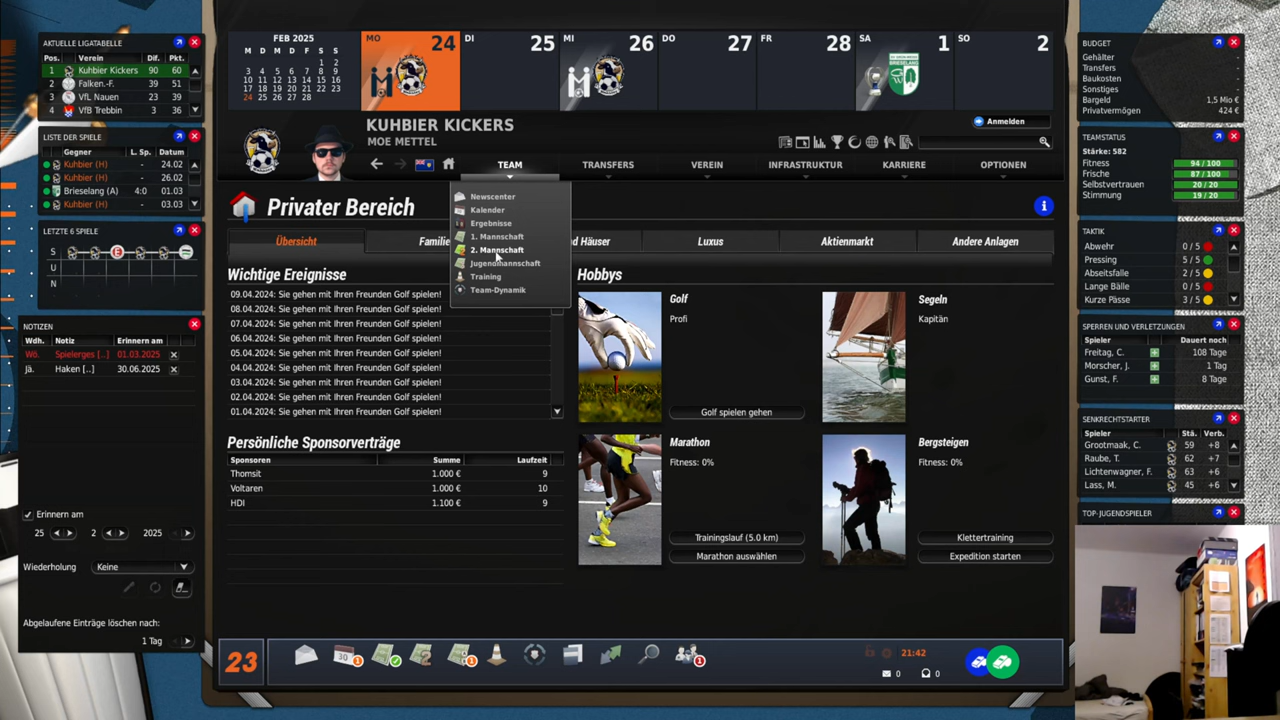 AKTUELLE LIGATABELLE
Pos. Verein Dif. Pkt.
1 Kuhbier Kickers 90 60
2 Falken.-F. 39 51
3 VfL Nauen 23 39
4 VfB Trebbin 3 36
LISTE DER SPIELE
Gegner L. Sp. Datum
Kuhbier (H) - 24.02
Kuhbier (H) - 26.02
Brieselang (A) 4:0 01.03
Kuhbier (H) - 03.03
LETZTE 6 SPIELE
S
U
N
NOTIZEN
Wdh. Notiz Erinnern am
Wö. Spielerges [..] 01.03.2025
Jä. Haken [..] 30.06.2025
Erinnern am
25 2 2025
Wiederholung Keine
Abgelaufene Einträge löschen nach:
1 Tag
FEB 2025
M D M D F S S
1 2
3 4 5 6 7 8 9
10 11 12 13 14 15 16
17 18 19 20 21 22 23
24 25 26 27 28
MO 24
DI 25
MI 26
DO 27
FR 28
SA 1
SO 2
BRIESELANG
KUHBIER KICKERS
MOE METTEL
Anmelden
TEAM TRANSFERS VEREIN INFRASTRUKTUR KARRIERE OPTIONEN
Newscenter
Kalender
Ergebnisse
1. Mannschaft
2. Mannschaft
Jugendmannschaft
Training
Team-Dynamik
Privater Bereich
Übersicht Familie nd Häuser Luxus Aktienmarkt Andere Anlagen
Wichtige Ereignisse
09.04.2024: Sie gehen mit Ihren Freunden Golf spielen!
08.04.2024: Sie gehen mit Ihren Freunden Golf spielen!
07.04.2024: Sie gehen mit Ihren Freunden Golf spielen!
06.04.2024: Sie gehen mit Ihren Freunden Golf spielen!
05.04.2024: Sie gehen mit Ihren Freunden Golf spielen!
04.04.2024: Sie gehen mit Ihren Freunden Golf spielen!
03.04.2024: Sie gehen mit Ihren Freunden Golf spielen!
02.04.2024: Sie gehen mit Ihren Freunden Golf spielen!
01.04.2024: Sie gehen mit Ihren Freunden Golf spielen!
Persönliche Sponsorverträge
Sponsoren Summe Laufzeit
Thomsit 1.000 € 9
Voltaren 1.000 € 10
HDI 1.100 € 9
Hobbys
Golf
Profi
Golf spielen gehen
Segeln
Kapitän
Marathon
Fitness: 0%
Trainingslauf (5.0 km)
Marathon auswählen
Bergsteigen
Fitness: 0%
Klettertraining
Expedition starten
23
30 1
2
1
1
21:42
0 0
BUDGET
Gehälter -
Transfers -
Baukosten -
Sonstiges -
Bargeld 1,5 Mio €
Privatvermögen 424 €
TEAMSTATUS
Stärke: 582
Fitness 94 / 100
Frische 87 / 100
Selbstvertrauen 20 / 20
Stimmung 19 / 20
TAKTIK
Abwehr 0 / 5
Pressing 5 / 5
Abseitsfalle 2 / 5
Lange Bälle 0 / 5
Kurze Pässe 3 / 5
SPERREN UND VERLETZUNGEN
Spieler Dauert noch
Freitag, C. 108 Tage
Morscher, J. 1 Tag
Gunst, F. 8 Tage
SENKRECHTSTARTER
Spieler Stä. Verb.
Grootmaak, C. 59 +8
Raube, T. 62 +7
Lichtenwagner, F. 63 +6
Lass, M. 45 +6
TOP-JUGENDSPIELER